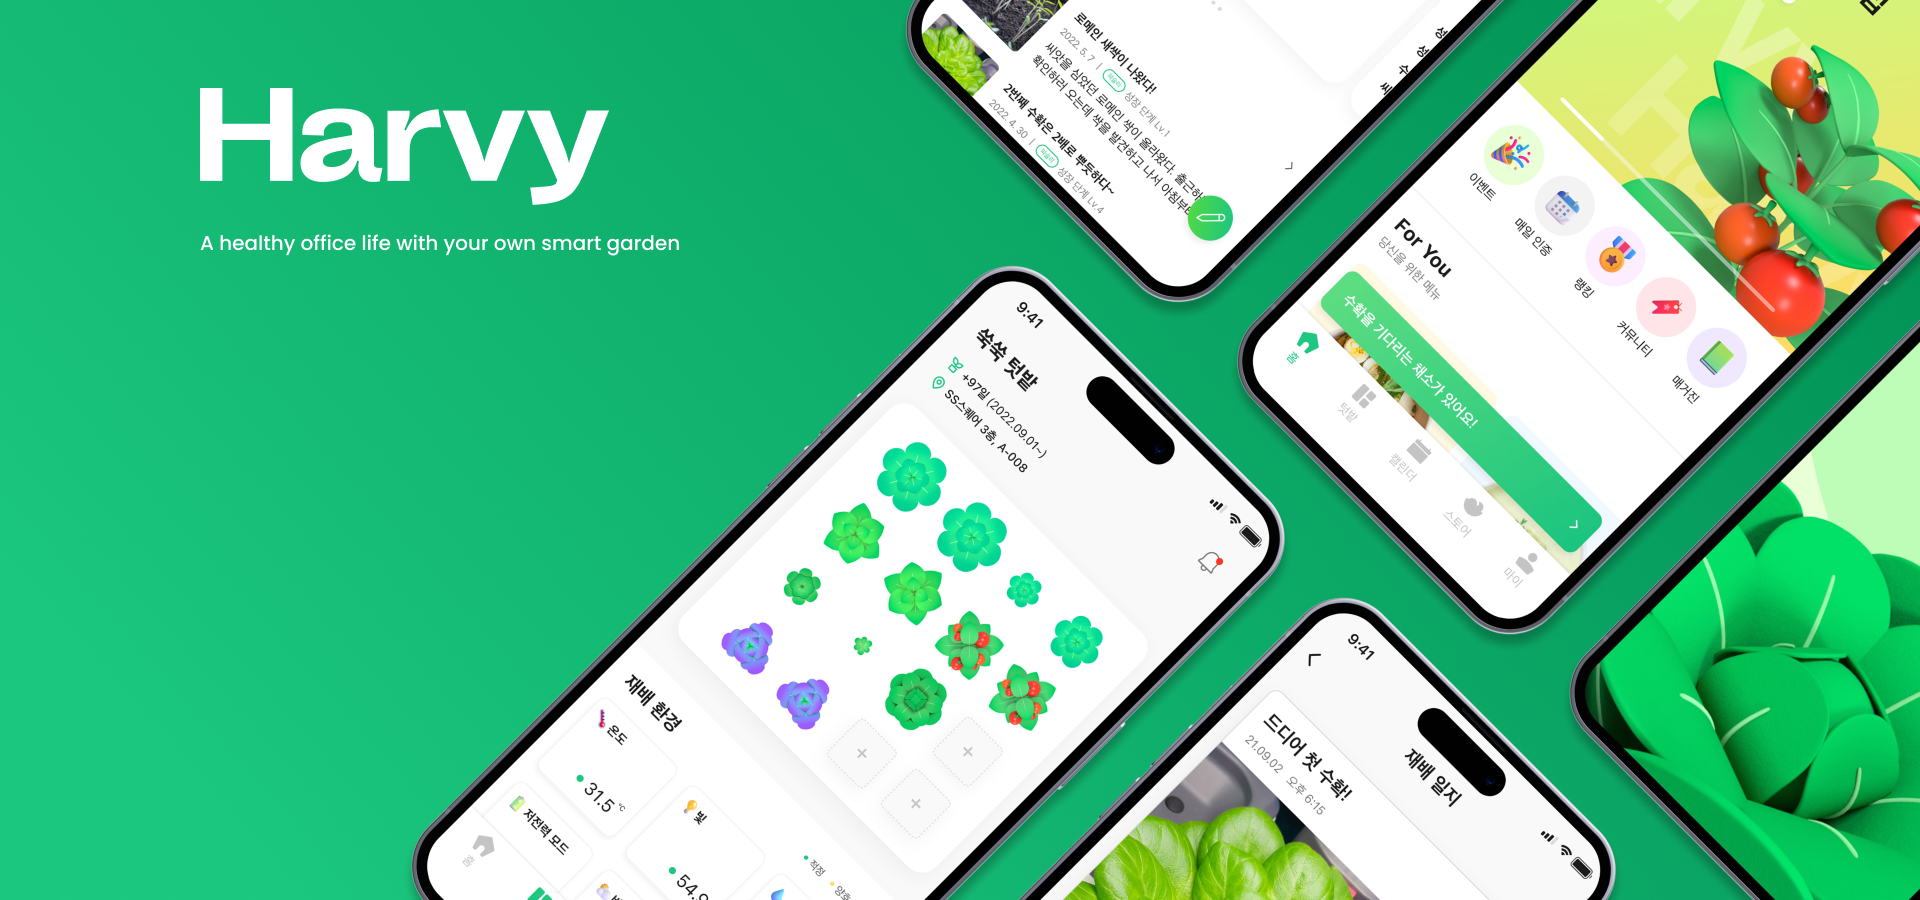 Harvy
A healthy office life with your own smart garden
로메인 새싹이 나왔다!
2022. 5. 7 | 성장 단계 Lv.1
씨앗을 심었던 로메인 싹이 올라왔다. 출근하
확인하러 오는데 싹을 발견하고 나서 아침부터
2번째 수확은 2배로 뿌듯하다~
2022. 4. 30 | 성장 단계 Lv.4
이벤트
매일 인증
랭킹
커뮤니티
매거진
For You
당신을 위한 메뉴
수확을 기다리는 채소가 있어요!
홈
텃밭
캘린더
스토어
마이
9:41
쑥쑥 텃밭
+97일 (2022.09.01~)
SS스퀘어 3층, A-008
재배 환경
온도
31.5 °C
빛
저전력 모드
적정
홈
9:41
재배 일지
드디어 첫 수확!
21.09.02 오후 6:15